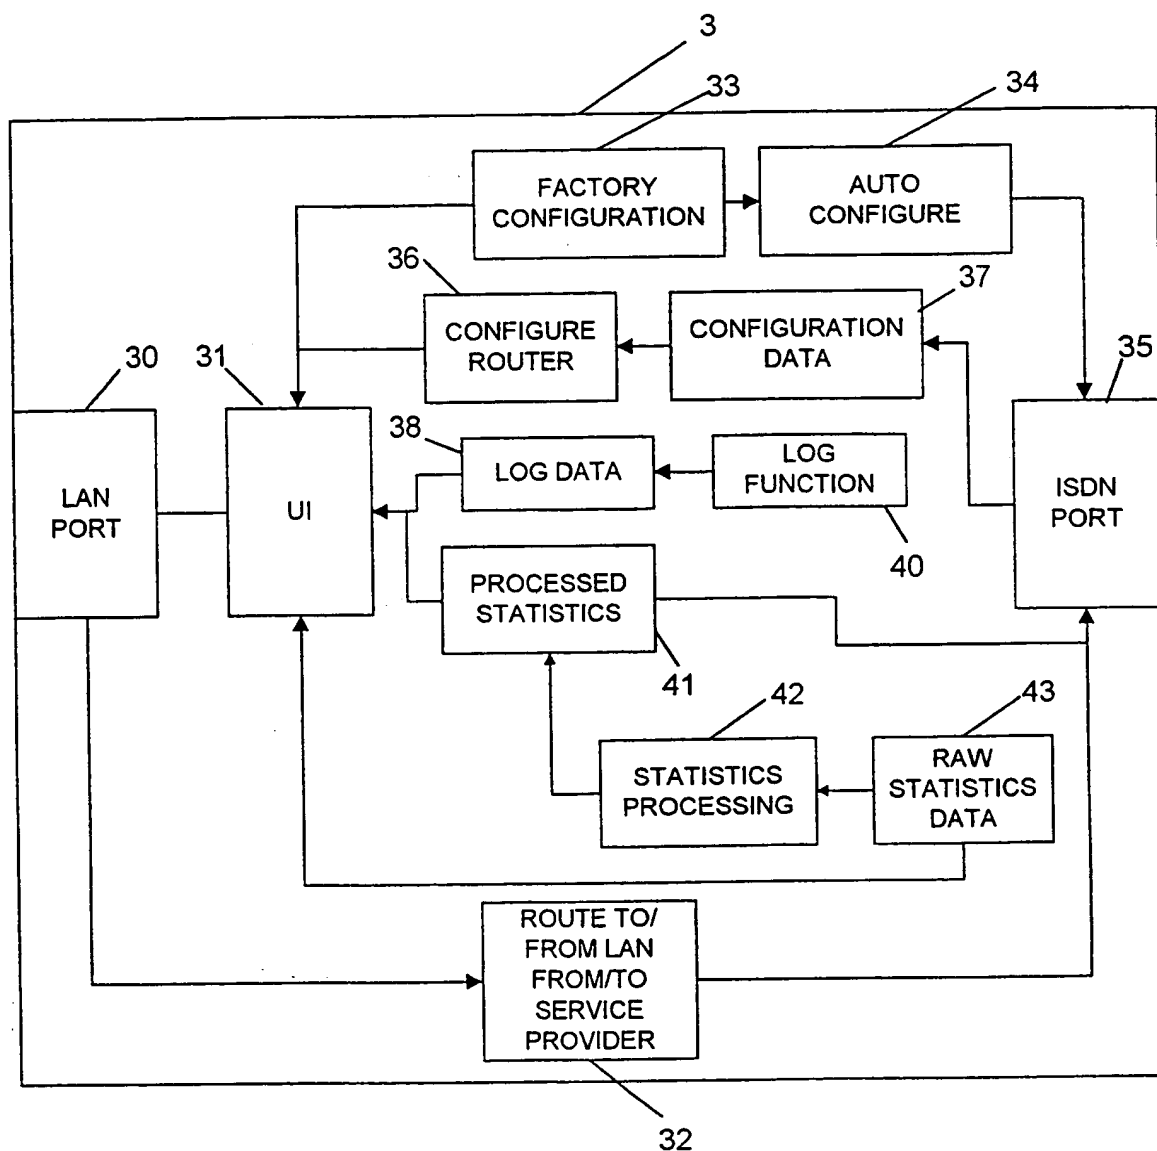 3
33
34
FACTORY
CONFIGURATION
AUTO
CONFIGURE
36
37
CONFIGURE
ROUTER
CONFIGURATION
DATA
30
31
35
38
LAN
PORT
UI
LOG DATA
LOG
FUNCTION
ISDN
PORT
40
PROCESSED
STATISTICS
41
42
43
STATISTICS
PROCESSING
RAW
STATISTICS
DATA
ROUTE TO/
FROM LAN
FROM/TO
SERVICE
PROVIDER
32